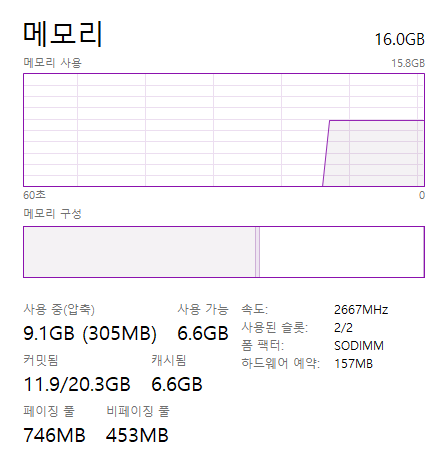 메모리 16.0GB
메모리 사용 15.8GB
60초 0
메모리 구성
사용 중(압축) 사용 가능 속도: 2667MHz
9.1GB (305MB) 6.6GB 사용된 슬롯: 2/2
폼 팩터: SODIMM
커밋됨 캐시됨 하드웨어 예약: 157MB
11.9/20.3GB 6.6GB
페이징 풀 비페이징 풀
746MB 453MB